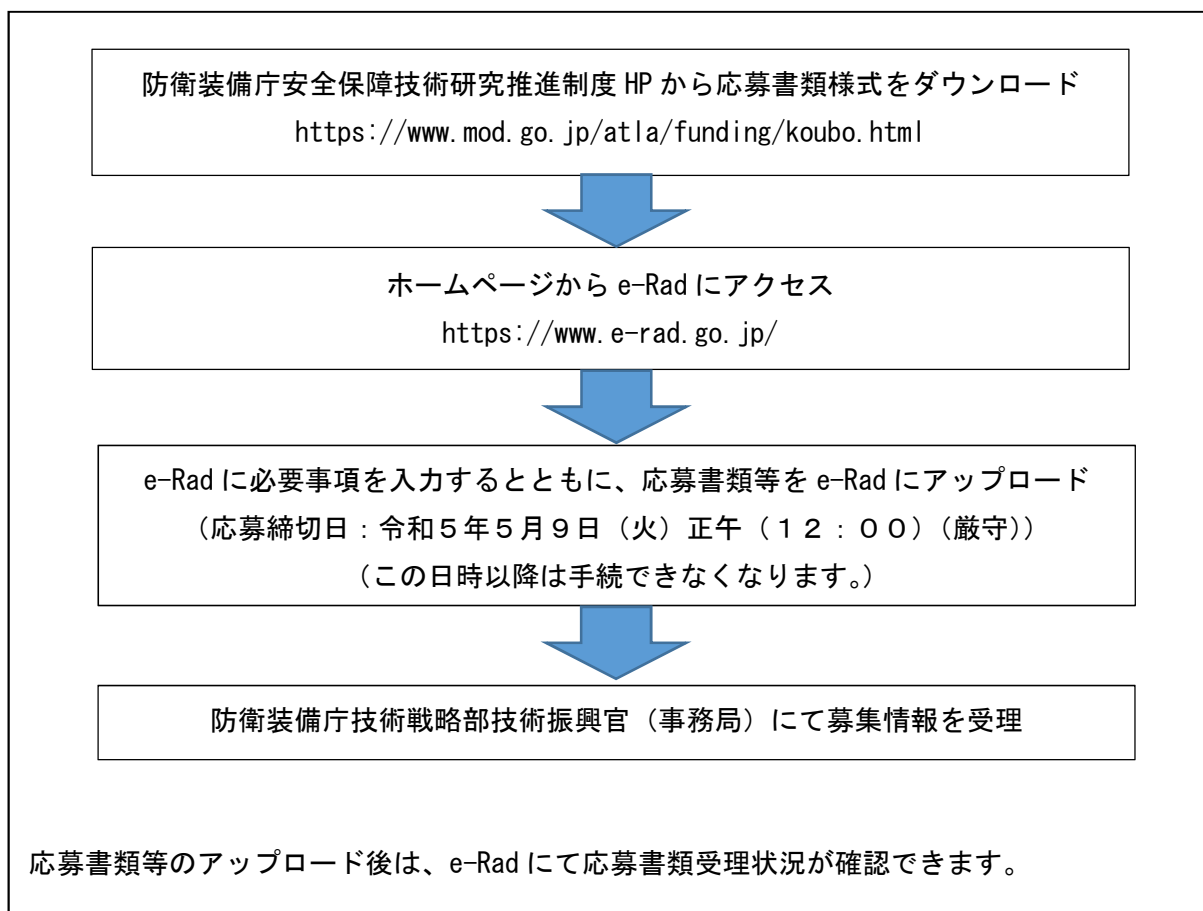 防衛装備庁安全保障技術研究推進制度 HP から応募書類様式をダウンロード
https://www.mod.go.jp/atla/funding/koubo.html
ホームページから e-Rad にアクセス
https://www.e-rad.go.jp/
e-Rad に必要事項を入力するとともに、応募書類等を e-Rad にアップロード
（応募締切日：令和５年５月９日（火）正午（１２：００）（厳守））
（この日時以降は手続できなくなります。）
防衛装備庁技術戦略部技術振興官（事務局）にて募集情報を受理
応募書類等のアップロード後は、e-Rad にて応募書類受理状況が確認できます。